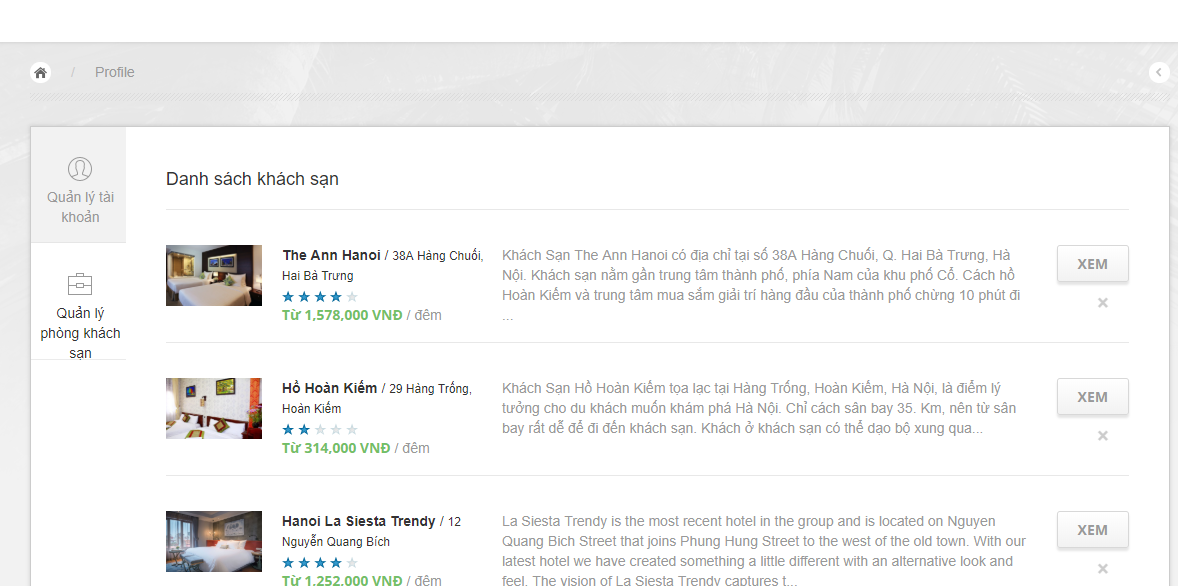 / Profile
Quản lý tài
khoản
Quản lý
phòng khách
sạn
Danh sách khách sạn
The Ann Hanoi / 38A Hàng Chuối,
Hai Bà Trưng
Từ 1,578,000 VNĐ / đêm
Khách Sạn The Ann Hanoi có địa chỉ tại số 38A Hàng Chuối, Q. Hai Bà Trưng, Hà
Nội. Khách sạn nằm gần trung tâm thành phố, phía Nam của khu phố Cổ. Cách hồ
Hoàn Kiếm và trung tâm mua sắm giải trí hàng đầu của thành phố chừng 10 phút đi
...
XEM
Hồ Hoàn Kiếm / 29 Hàng Trống,
Hoàn Kiếm
Từ 314,000 VNĐ / đêm
Khách Sạn Hồ Hoàn Kiếm tọa lạc tại Hàng Trống, Hoàn Kiếm, Hà Nội, là điểm lý
tưởng cho du khách muốn khám phá Hà Nội. Chỉ cách sân bay 35. Km, nên từ sân
bay rất dễ để đi đến khách sạn. Khách ở khách sạn có thể dạo bộ xung qua...
XEM
Hanoi La Siesta Trendy / 12
Nguyễn Quang Bích
Từ 1,252,000 VNĐ / đêm
La Siesta Trendy is the most recent hotel in the group and is located on Nguyen
Quang Bich Street that joins Phung Hung Street to the west of the old town. With our
latest hotel we have created something a little different with an alternative look and
feel. The vision of La Siesta Trendy captures t...
XEM